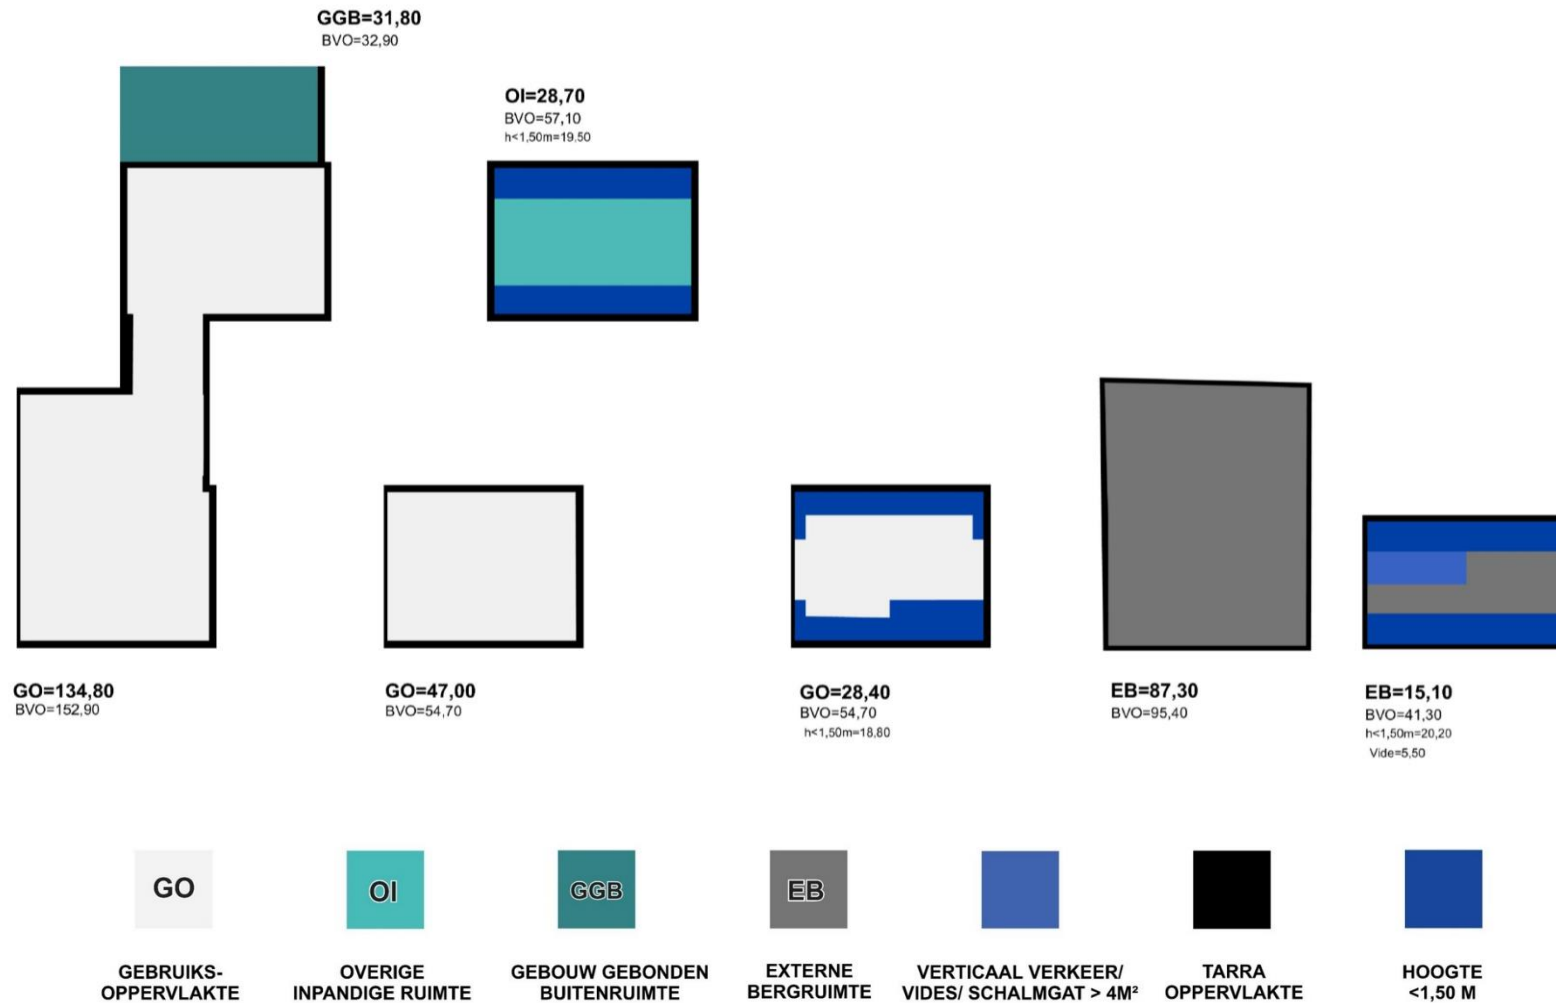 GGB=31,80
BVO=32,90
OI=28,70
BVO=57,10
h<1,50m=19,50
GO=134,80
BVO=152,90
GO=47,00
BVO=54,70
GO=28,40
BVO=54,70
h<1,50m=18,80
EB=87,30
BVO=95,40
EB=15,10
BVO=41,30
h<1,50m=20,20
Vide=5,50
GO
GEBRUIKS-
OPPERVLAKTE
OI
OVERIGE
INPANDIGE RUIMTE
GGB
GEBOUW GEBONDEN
BUITENRUIMTE
EB
EXTERNE
BERGRUIMTE
VERTICAAL VERKEER/
VIDES/ SCHALMGAT > 4M²
TARRA
OPPERVLAKTE
HOOGTE
<1,50 M